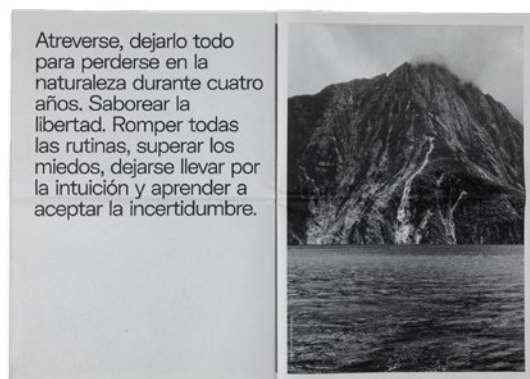 Atreverse, dejarlo todo
para perderse en la
naturaleza durante cuatro
años. Saborear la
libertad. Romper todas
las rutinas, superar los
miedos, dejarse llevar por
la intuición y aprender a
aceptar la incertidumbre.